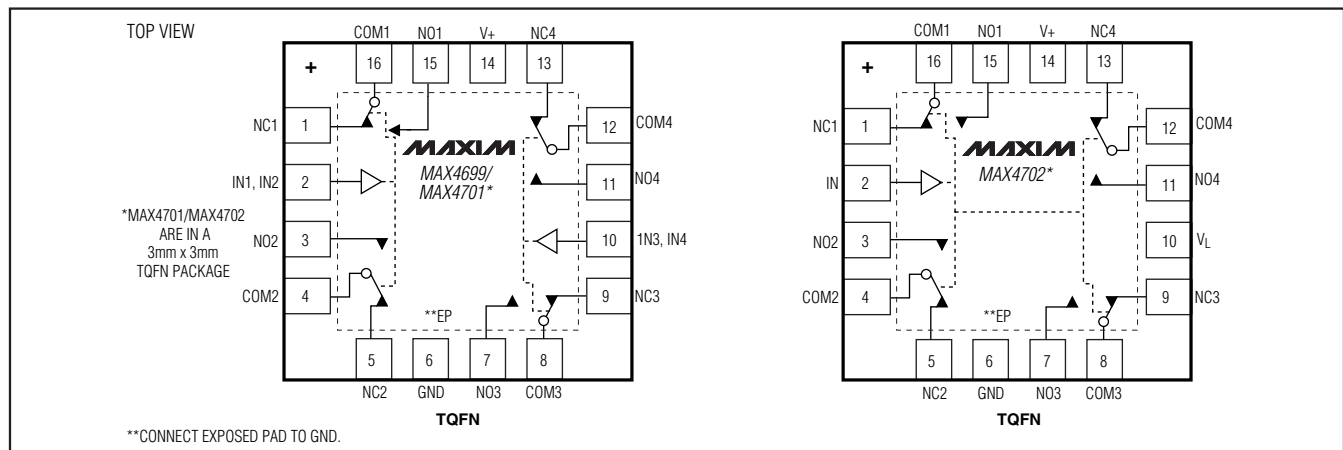 TOP VIEW
COM1 NO1 V+ NC4
16 15 14 13
+
NC1 1
IN1, IN2 2
NO2 3
COM2 4
12 COM4
11 NO4
10 1N3, IN4
9 NC3
MAXIM
MAX4699/
MAX4701*
**EP
5 6 7 8
NC2 GND NO3 COM3
TQFN
*MAX4701/MAX4702
ARE IN A
3mm x 3mm
TQFN PACKAGE
**CONNECT EXPOSED PAD TO GND.
COM1 NO1 V+ NC4
16 15 14 13
+
NC1 1
IN 2
NO2 3
COM2 4
12 COM4
11 NO4
10 VL
9 NC3
MAXIM
MAX4702*
**EP
5 6 7 8
NC2 GND NO3 COM3
TQFN